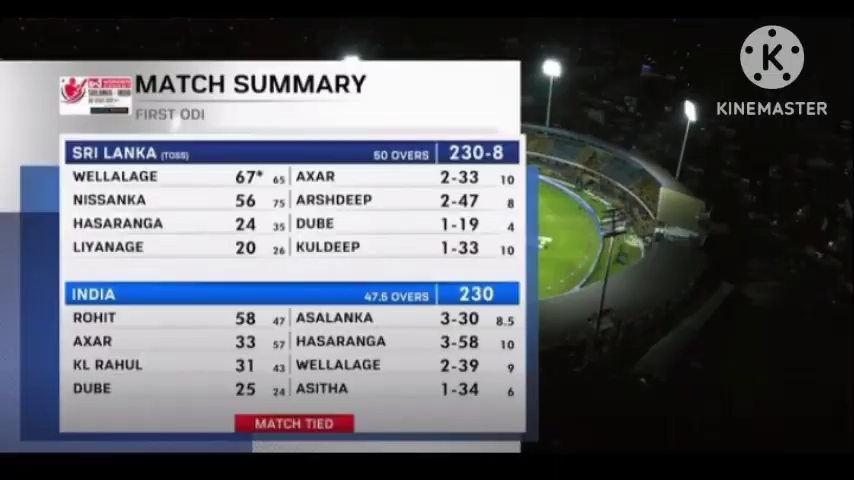 MATCH SUMMARY
FIRST ODI
SRI LANKA (TOSS) 50 OVERS 230-8
WELLALAGE 67* 65 AXAR 2-33 10
NISSANKA 56 75 ARSHDEEP 2-47 8
HASARANGA 24 35 DUBE 1-19 4
LIYANAGE 20 26 KULDEEP 1-33 10
INDIA 47.5 OVERS 230
ROHIT 58 47 ASALANKA 3-30 8.5
AXAR 33 57 HASARANGA 3-58 10
KL RAHUL 31 43 WELLALAGE 2-39 9
DUBE 25 24 ASITHA 1-34 6
MATCH TIED
K
KINEMASTER